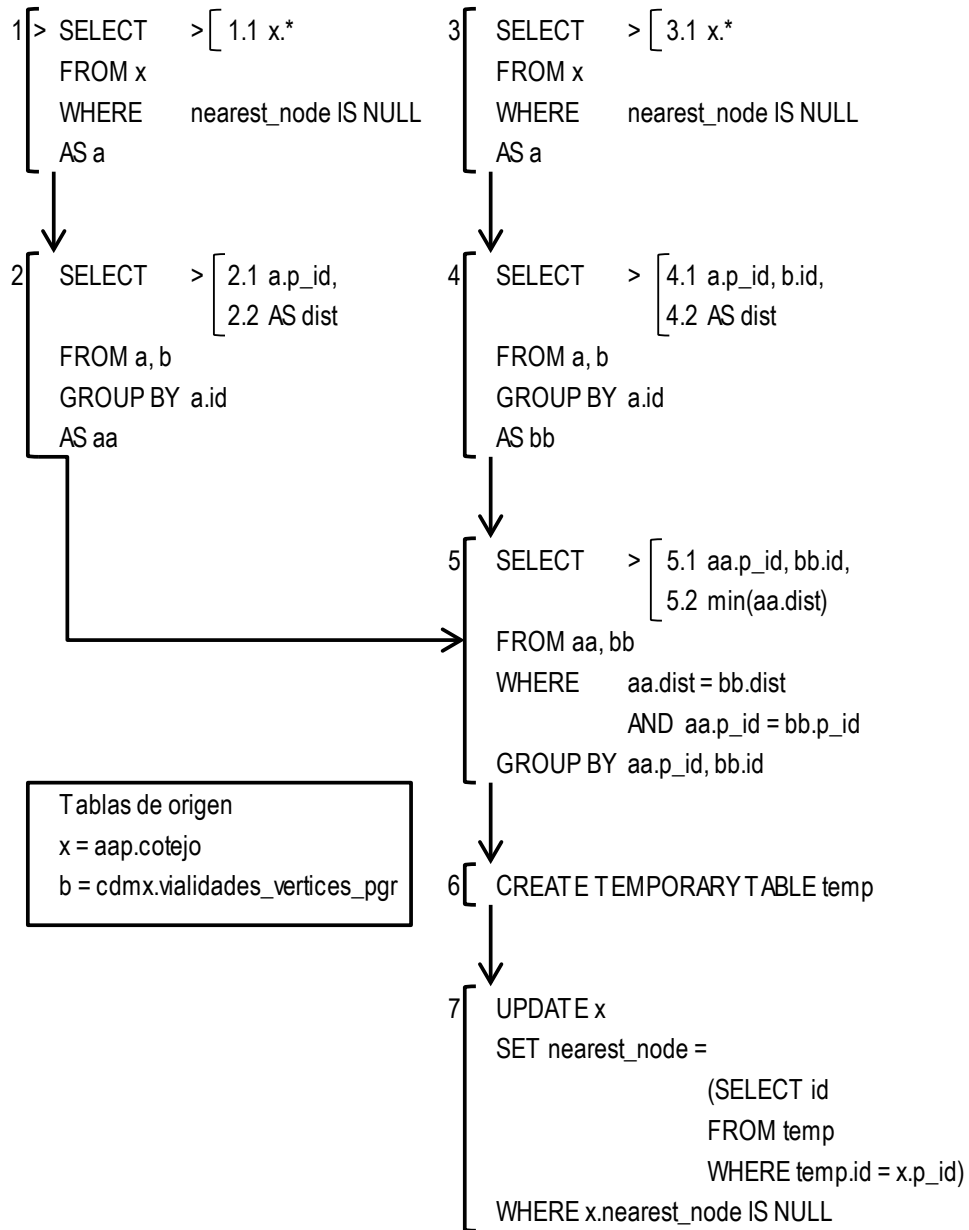 1 > SELECT > 1.1 x.*
FROM x
WHERE nearest_node IS NULL
AS a
2 SELECT > 2.1 a.p_id,
2.2 AS dist
FROM a, b
GROUP BY a.id
AS aa
3 SELECT > 3.1 x.*
FROM x
WHERE nearest_node IS NULL
AS a
4 SELECT > 4.1 a.p_id, b.id,
4.2 AS dist
FROM a, b
GROUP BY a.id
AS bb
5 SELECT > 5.1 aa.p_id, bb.id,
5.2 min(aa.dist)
FROM aa, bb
WHERE aa.dist = bb.dist
AND aa.p_id = bb.p_id
GROUP BY aa.p_id, bb.id
Tablas de origen
x = aap.cotejo
b = cdmx.vialidades_vertices_pgr
6 CREATE TEMPORARY TABLE temp
7 UPDATE x
SET nearest_node =
(SELECT id
FROM temp
WHERE temp.id = x.p_id)
WHERE x.nearest_node IS NULL